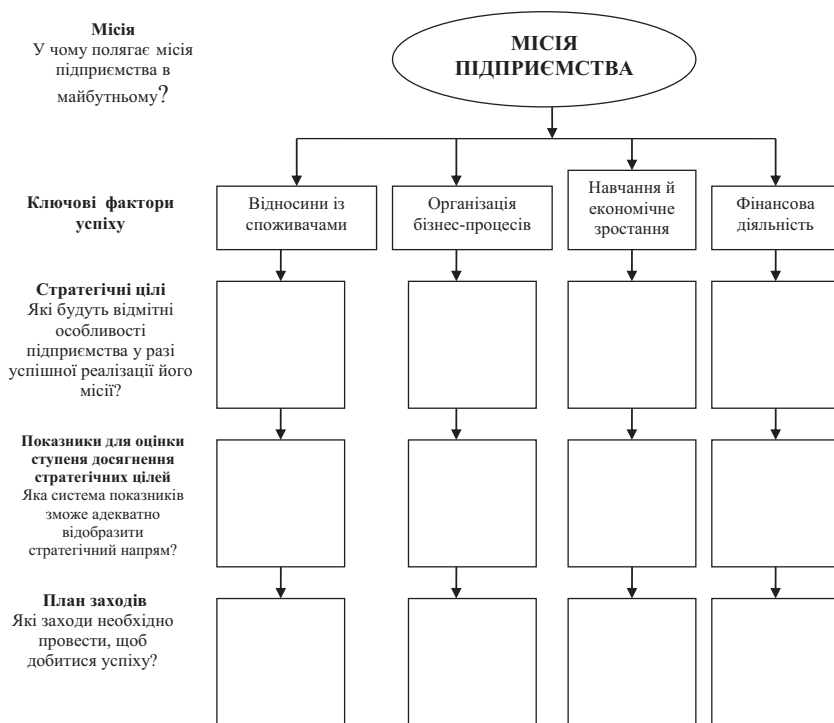 Місія
У чому полягає місія
підприємства в
майбутньому?
МІСІЯ
ПІДПРИЄМСТВА
Ключові фактори
успіху
Відносини із
споживачами
Організація
бізнес-процесів
Навчання й
економічне
зростання
Фінансова
діяльність
Стратегічні цілі
Які будуть відмітні
особливості
підприємства у разі
успішної реалізації його
місії?
Показники для оцінки
ступеня досягнення
стратегічних цілей
Яка система показників
зможе адекватно
відобразити
стратегічний напрям?
План заходів
Які заходи необхідно
провести, щоб
добитися успіху?